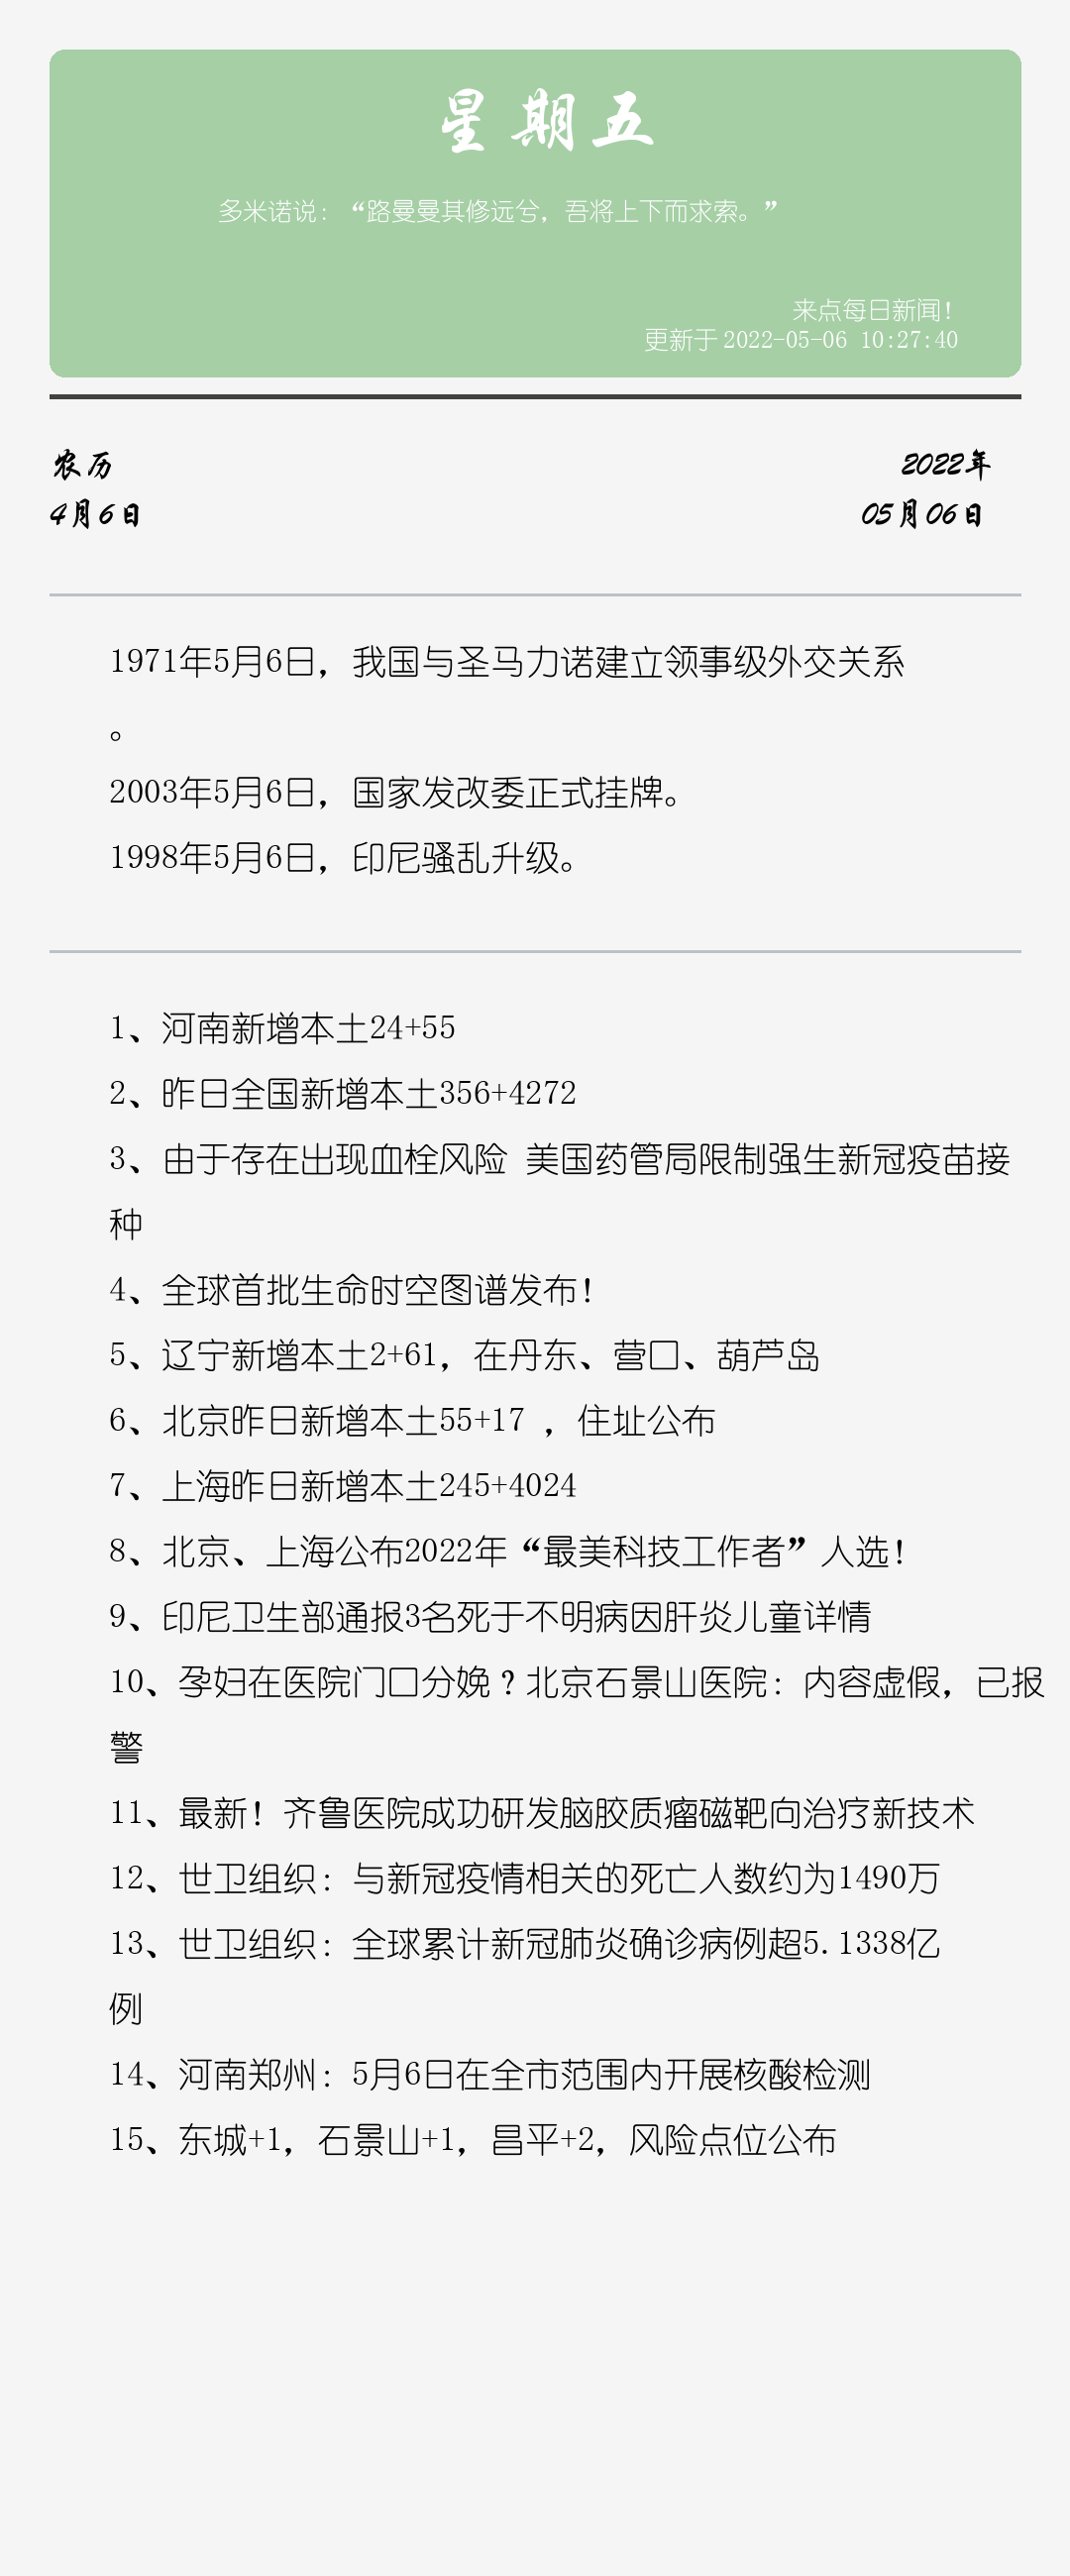 星期五
多米诺说：“路曼曼其修远兮，吾将上下而求索。”
来点每日新闻！
更新于 2022-05-06 10:27:40
农历
2022年
4月6日
05月06日
1971年5月6日，我国与圣马力诺建立领事级外交关系
。
2003年5月6日，国家发改委正式挂牌。
1998年5月6日，印尼骚乱升级。
1、河南新增本土24+55
2、昨日全国新增本土356+4272
3、由于存在出现血栓风险 美国药管局限制强生新冠疫苗接
种
4、全球首批生命时空图谱发布！
5、辽宁新增本土2+61，在丹东、营口、葫芦岛
6、北京昨日新增本土55+17 ，住址公布
7、上海昨日新增本土245+4024
8、北京、上海公布2022年“最美科技工作者”人选！
9、印尼卫生部通报3名死于不明病因肝炎儿童详情
10、孕妇在医院门口分娩？北京石景山医院：内容虚假，已报
警
11、最新！齐鲁医院成功研发脑胶质瘤磁靶向治疗新技术
12、世卫组织：与新冠疫情相关的死亡人数约为1490万
13、世卫组织：全球累计新冠肺炎确诊病例超5.1338亿
例
14、河南郑州：5月6日在全市范围内开展核酸检测
15、东城+1，石景山+1，昌平+2，风险点位公布